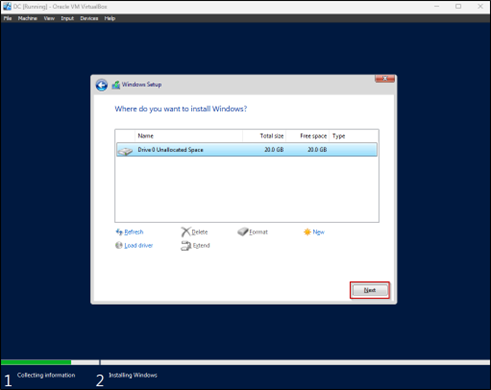 DC [Running] - Oracle VM VirtualBox
File Machine View Input Devices Help
Windows Setup
Where do you want to install Windows?
Name Total size Free space Type
Drive 0 Unallocated Space 20.0 GB 20.0 GB
Refresh Delete Format New
Load driver Extend
Next
1 Collecting information 2 Installing Windows